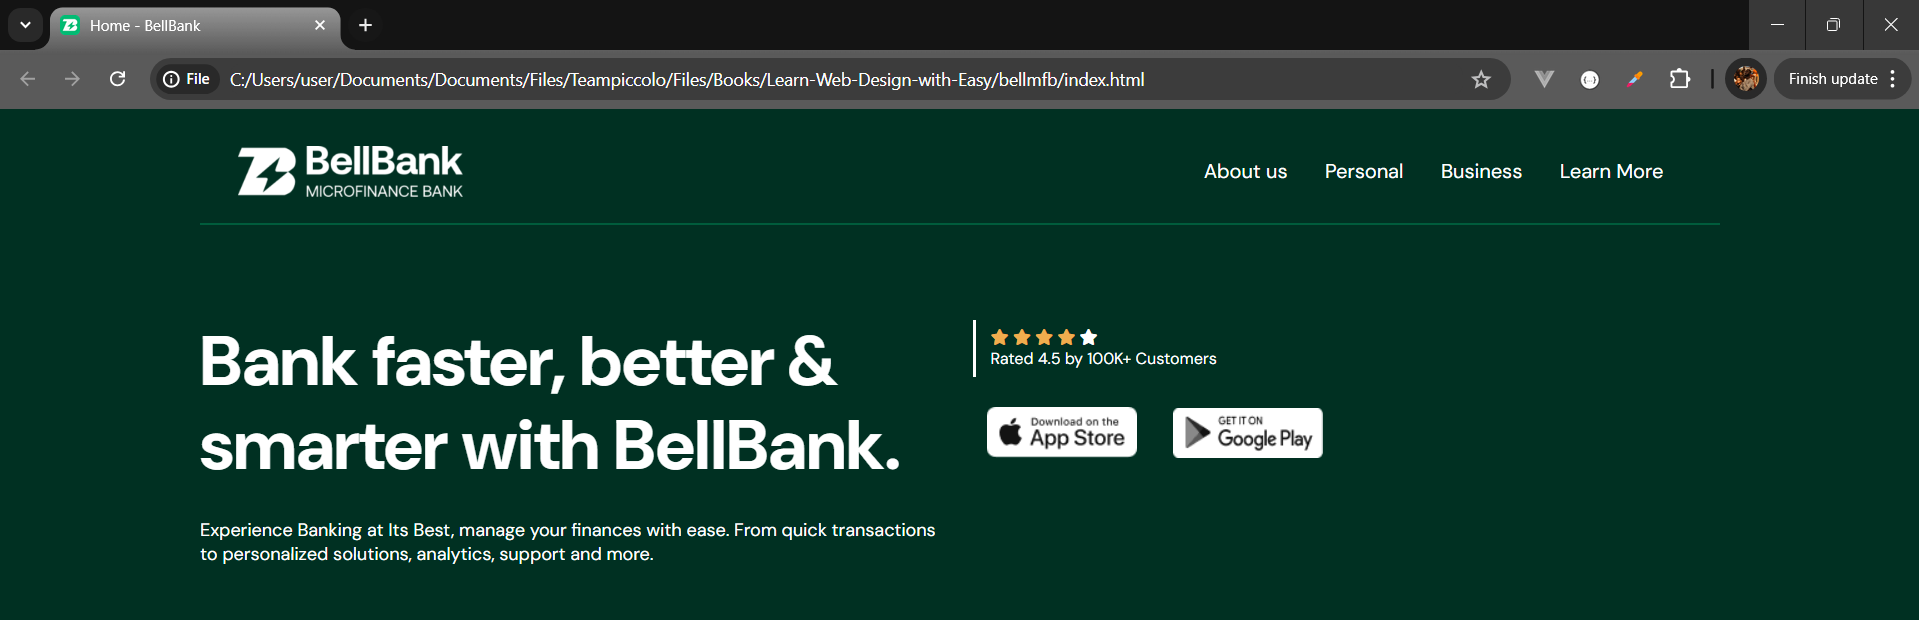 Home - BellBank
File
C:/Users/user/Documents/Documents/Files/Teampiccolo/Files/Books/Learn-Web-Design-with-Easy/bellmfb/index.html
Finish update
BellBank
MICROFINANCE BANK
About us
Personal
Business
Learn More
Bank faster, better &
smarter with BellBank.
Experience Banking at Its Best, manage your finances with ease. From quick transactions
to personalized solutions, analytics, support and more.
Rated 4.5 by 100K+ Customers
Download on the
App Store
GET IT ON
Google Play